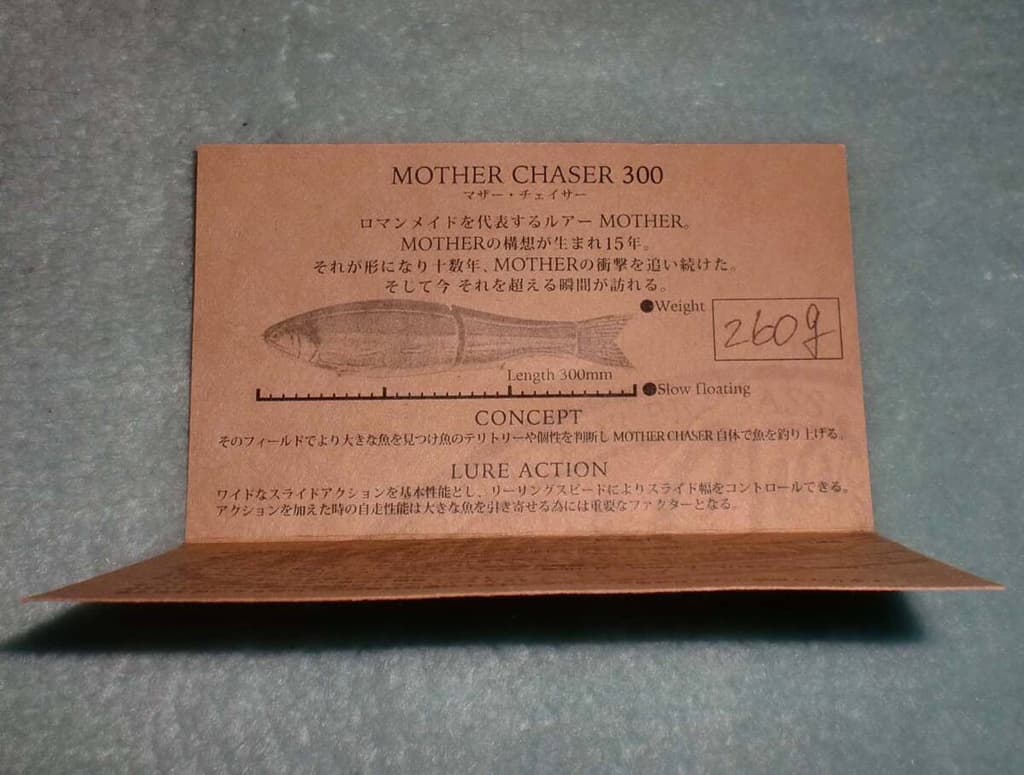 MOTHER CHASER 300
マザー・チェイサー
ロマンメイドを代表するルアー MOTHER。
MOTHERの構想が生まれ15年。
それが形になり十数年、MOTHERの衝撃を追い続けた。
そして今 それを超える瞬間が訪れる。
●Weight 260g
Length 300mm
●Slow floating
CONCEPT
そのフィールドでより大きな魚を見つけ魚のテリトリーや個性を判断し MOTHER CHASER 自体で魚を釣り上げる。
LURE ACTION
ワイドなスライドアクションを基本性能とし、リーリングスピードによりスライド幅をコントロールできる。
アクションを加えた時の自走性能は大きな魚を引き寄せる為には重要なファクターとなる。